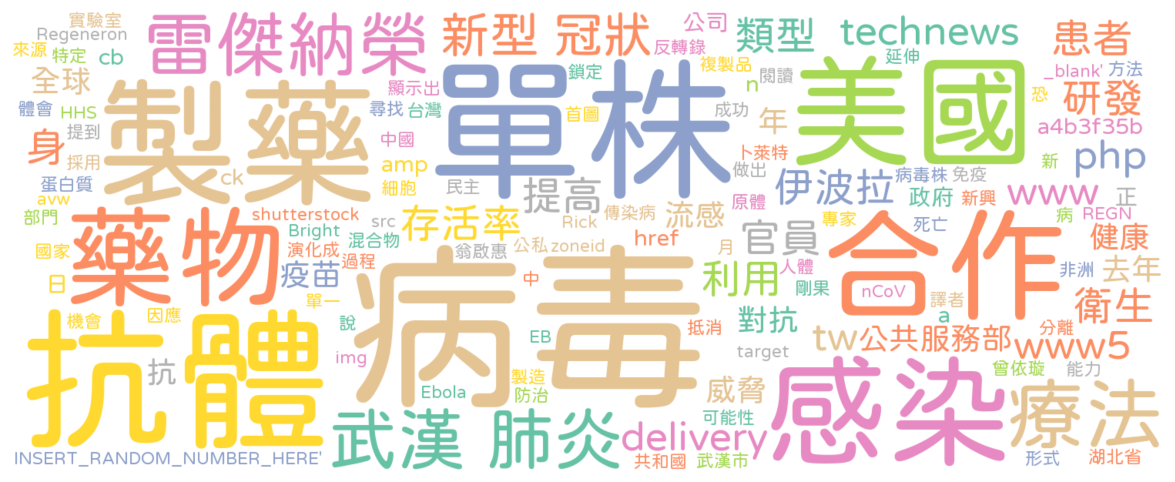 實驗室
Regeneron
雷傑納榮
新型 冠狀
公司
反轉錄
類型
technews
延伸
患者
來源
特定
cb
全球
顯示出
鎖定
複製品
閱讀
n
_blank'
方法
恐
研發
體會
HHS
提到
製藥
尋找
台灣
單株
首圖
成功
年
美國
a4b3f35b
身
採用
中國
卜萊特
新
php
蛋白質
ck
amp
細胞
民主
提高
做出
伊波拉
病毒株
免疫
avw
部門
藥物
shutterstock
src
存活率
Rick
傳染病
流感
原體
專家
政府
新興
www
正
病
REGN
Bright
混合物
演化成
過程
翁啟惠
公私
zoneid
href
月
官員
合作
死亡
健康
國家
疫苗
日
單一
病毒
中
利用
人體
剛果
nCoV
譯者
非洲
去年
機會
因應
說
抗體
抗
img
EB
抵消
對抗
a
衛生
target
tw
公共服務部
分離
www5
Ebola
製造
防治
威脅
感染
曾依璇
能力
療法
武漢 肺炎
delivery
可能性
共和國
武漢市
形式
湖北省
INSERT_RANDOM_NUMBER_HERE'